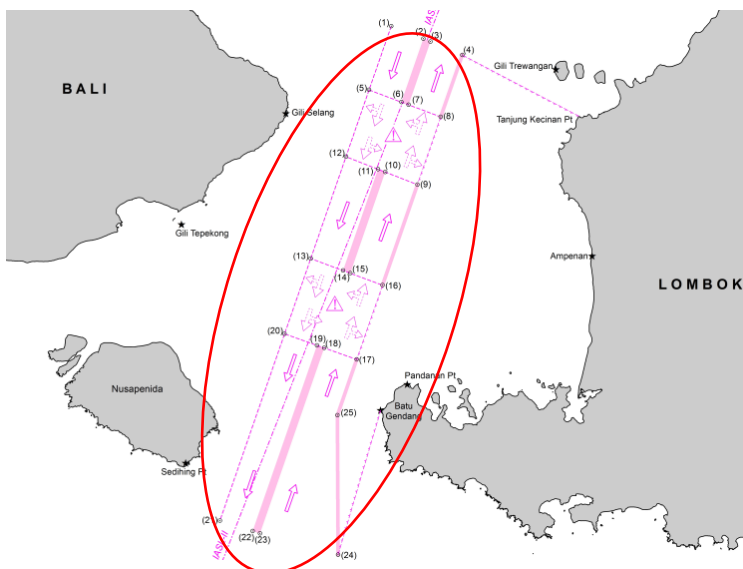 (1)
IASL
(2)
(3)
(4)
Gili Trewangan
BALI
(5)
(6)
(7)
(8)
Gili Selang
Tanjung Kecinan Pt
(12)
(11)
(10)
(9)
Gili Tepekong
Ampenan
(13)
(14)
(15)
(16)
LOMBOK
(20)
(19)
(18)
(17)
Nusapenida
Pandanan Pt
Batu
Gendang
(25)
Sedihing Pt
(22)
(23)
(24)